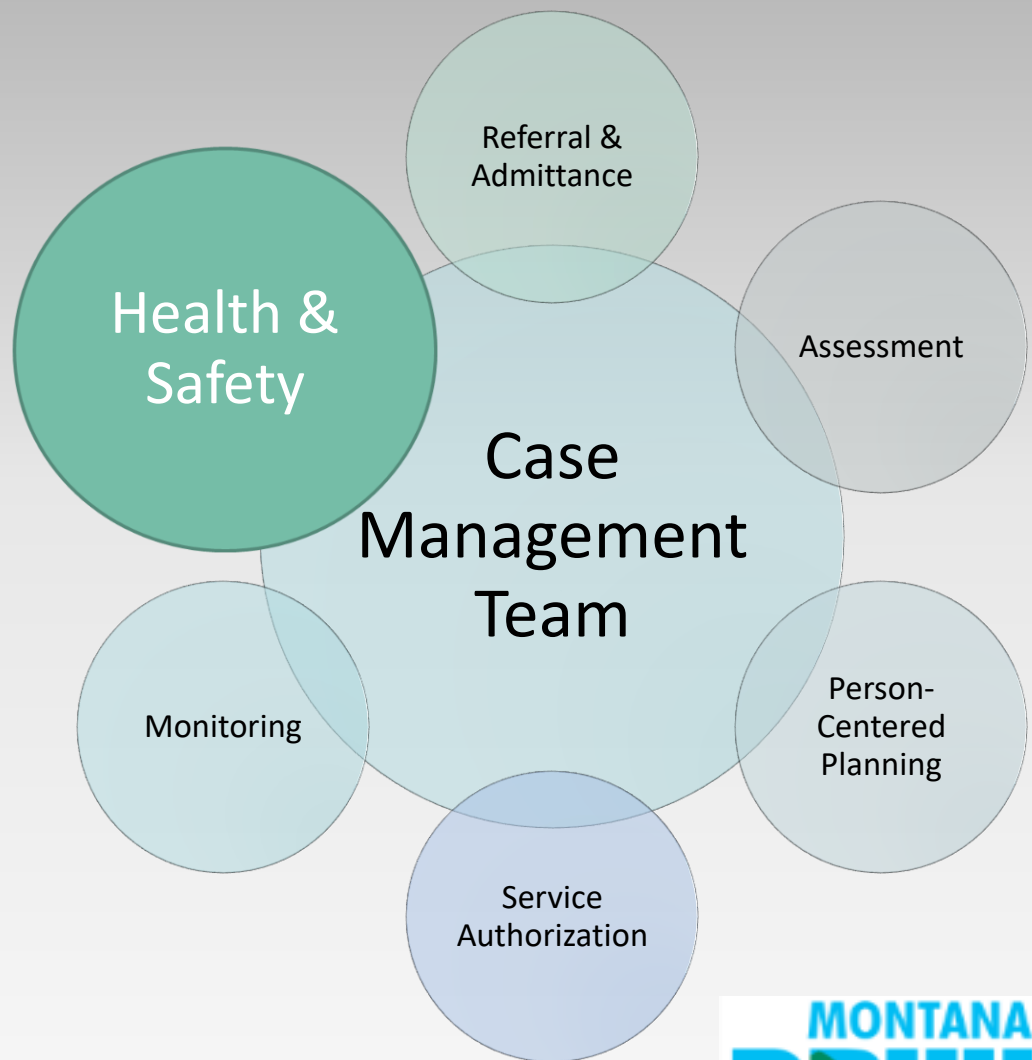 Referral &
Admittance
Health &
Safety
Assessment
Case
Management
Team
Person-
Centered
Planning
Monitoring
Service
Authorization
MONTANA